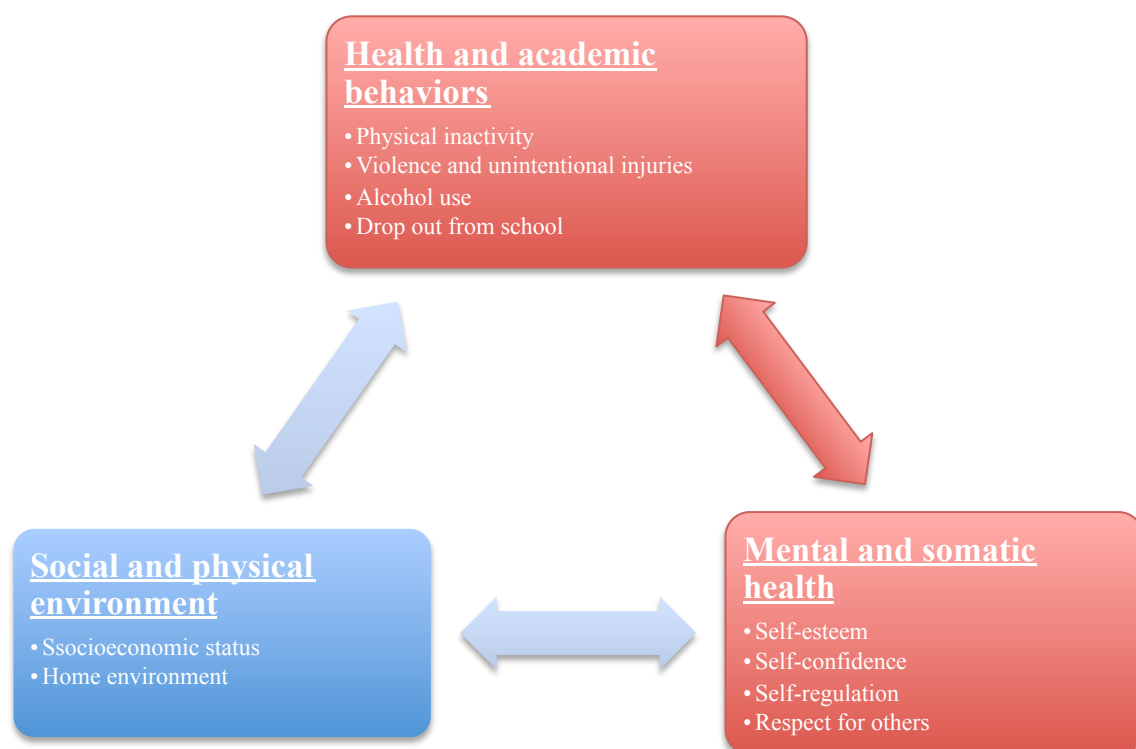 Health and academic
behaviors
• Physical inactivity
• Violence and unintentional injuries
• Alcohol use
• Drop out from school
Social and physical
environment
• Ssocioeconomic status
• Home environment
Mental and somatic
health
• Self-esteem
• Self-confidence
• Self-regulation
• Respect for others